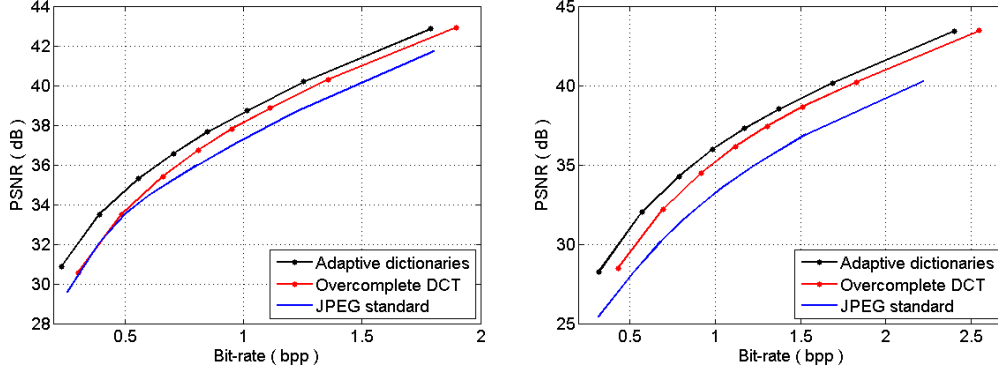 44
42
40
38
36
34
32
30
28
PSNR ( dB )
0.5
1
1.5
2
Bit-rate ( bpp )
Adaptive dictionaries
Overcomplete DCT
JPEG standard
45
40
35
30
25
PSNR ( dB )
0.5
1
1.5
2
2.5
Bit-rate ( bpp )
Adaptive dictionaries
Overcomplete DCT
JPEG standard